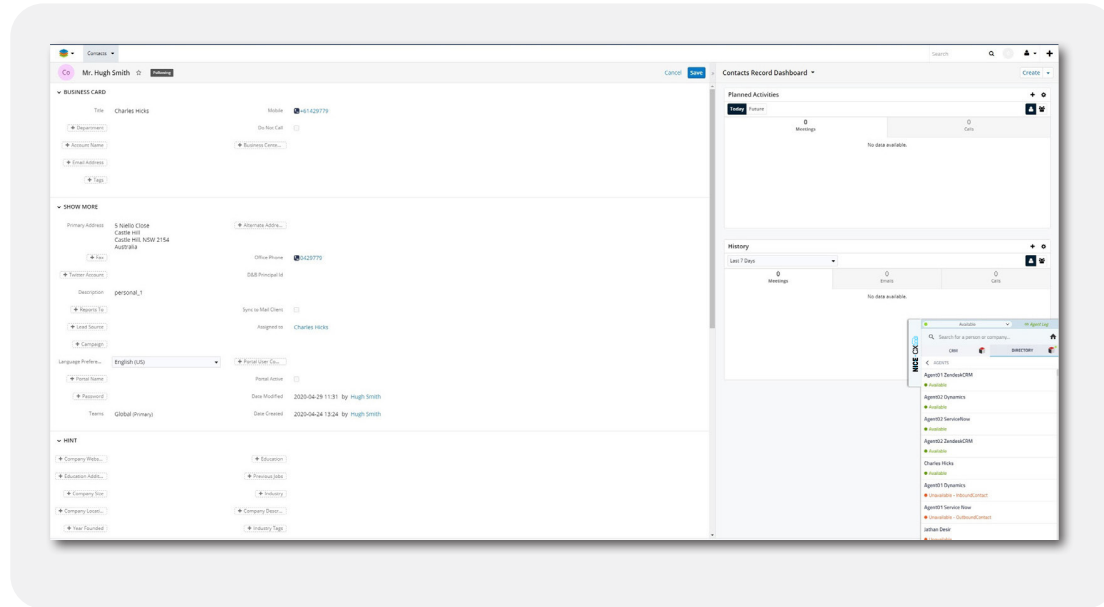 Contacts
Search
Co Mr. Hugh Smith Following
Cancel Save
BUSINESS CARD
Title Charles Hicks Mobile +61429779
+ Department Do Not Call
+ Account Name + Business Cente...
+ Email Address
+ Tags
SHOW MORE
Primary Address 5 Niello Close
Castle Hill
Castle Hill, NSW 2154
Australia
+ Alternate Addre...
+ Fax Office Phone 0429779
+ Twitter Account D&B Principal Id
Description personal_1
+ Reports To Sync to Mail Client
+ Lead Source Assigned to Charles Hicks
+ Campaign
Language Prefere... English (US) + Portal User Co...
+ Portal Name Portal Active
+ Password Date Modified 2020-04-29 11:31 by Hugh Smith
Teams Global (Primary) Date Created 2020-04-24 13:24 by Hugh Smith
HINT
+ Company Webs... + Education
+ Education Addit... + Previous Jobs
+ Company Size + Industry
+ Company Locati... + Company Descr...
+ Year Founded + Industry Tags
Contacts Record Dashboard
Create
Planned Activities
Today Future
0 0
Meetings Calls
No data available.
History
Last 7 Days
0 0 0
Meetings Emails Calls
No data available.
NICE CX
Available
Search for a person or company...
CRM DIRECTORY
AGENTS
Agent01 ZendeskCRM
Available
Agent02 Dynamics
Available
Agent02 ServiceNow
Available
Agent02 ZendeskCRM
Available
Charles Hicks
Available
Agent01 Dynamics
Unavailable - InboundContact
Agent01 Service Now
Unavailable - OutboundContact
Jathan Desir